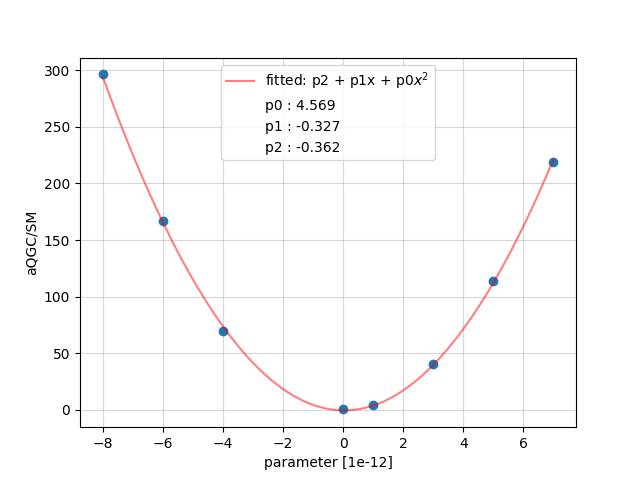 fitted: p2 + p1x + p0x²
p0 : 4.569
p1 : -0.327
p2 : -0.362
aQGC/SM
300
250
200
150
100
50
0
−8 −6 −4 −2 0 2 4 6
parameter [1e-12]